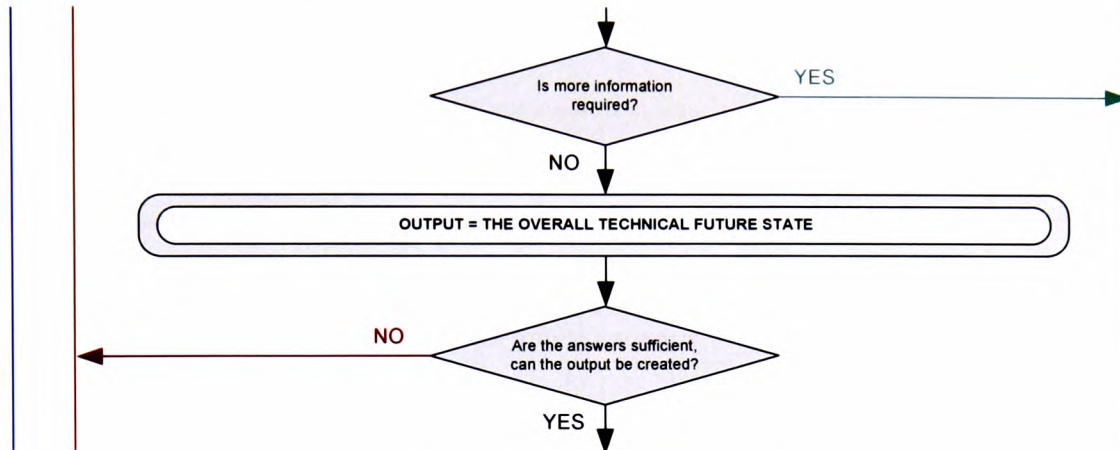 Is more information
required?
YES
NO
OUTPUT = THE OVERALL TECHNICAL FUTURE STATE
NO
Are the answers sufficient,
can the output be created?
YES